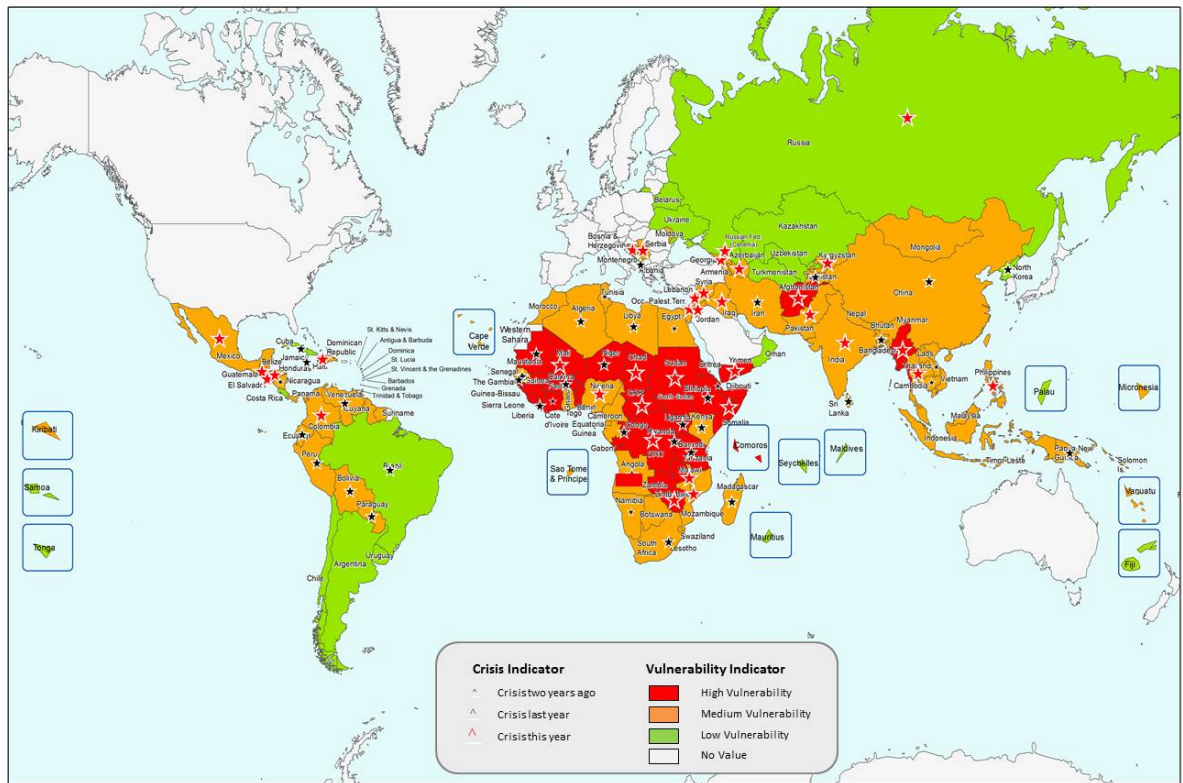 Russia
Belarus
Ukraine
Moldova
Bosnia &
Herzegovina
Serbia
Montenegro
Albania
Kazakhstan
Russian Fed
Georgia
Azerbaijan
Uzbekistan
Kyrgyzstan
Armenia
Turkmenistan
Mongolia
North
Korea
China
Syria
Lebanon
Afghanistan
Occ. Palest.Terr.
Iraq
Iran
Jordan
Pakistan
Nepal
Bhutan
Myanmar
India
Bangladesh
Laos
Vietnam
Cambodia
Philippines
Sri
Lanka
Malaysia
Indonesia
Timor-Leste
Papua New
Guinea
Solomon
Is.
Tunisia
Morocco
Algeria
Libya
Egypt
Western
Sahara
Cape
Verde
Mauritania
Mali
Niger
Chad
Sudan
Eritrea
Yemen
Oman
Senegal
The Gambia
Guinea-Bissau
Guinea
Burkina
Sierra Leone
Liberia
Cote
d'Ivoire
Togo
Benin
Nigeria
Cameroon
CAR
South Sudan
Ethiopia
Djibouti
Somalia
Equatorial
Guinea
Gabon
Congo
DRC
Uganda
Kenya
Rwanda
Burundi
Sao Tome
& Principe
Angola
Zambia
Malawi
Comoros
Seychelles
Maldives
Madagascar
Mozambique
Namibia
Botswana
South
Africa
Swaziland
Lesotho
Mauritius
Mexico
Cuba
Belize
Honduras
Dominican
Republic
St. Kitts & Nevis
Antigua & Barbuda
Dominica
St. Lucia
St. Vincent & the Grenadines
Barbados
Grenada
Trinidad & Tobago
Guatemala
El Salvador
Nicaragua
Costa Rica
Panama
Venezuela
Guyana
Suriname
Colombia
Ecuador
Peru
Brazil
Bolivia
Paraguay
Uruguay
Argentina
Chile
Kiribati
Samoa
Tonga
Palau
Micronesia
Vanuatu
Fiji
Crisis Indicator
Crisis two years ago
Crisis last year
Crisis this year
Vulnerability Indicator
High Vulnerability
Medium Vulnerability
Low Vulnerability
No Value